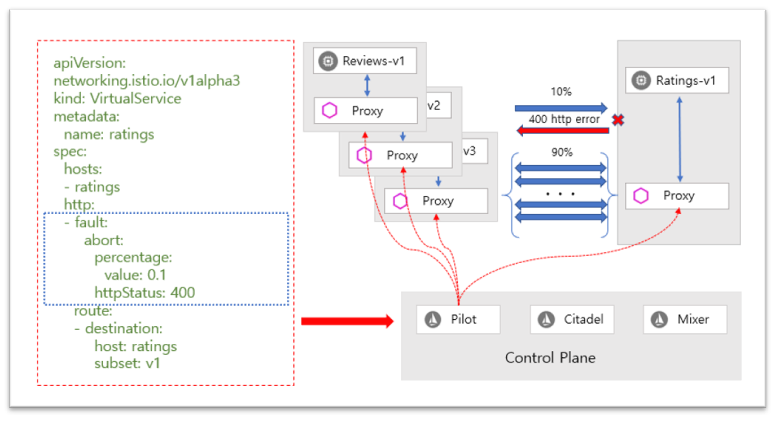 apiVersion:
networking.istio.io/v1alpha3
kind: VirtualService
metadata:
name: ratings
spec:
hosts:
- ratings
http:
- fault:
abort:
percentage:
value: 0.1
httpStatus: 400
route:
- destination:
host: ratings
subset: v1
Reviews-v1
Proxy
v2
Proxy
v3
Proxy
10%
400 http error
90%
. . .
Ratings-v1
Proxy
Pilot
Citadel
Mixer
Control Plane